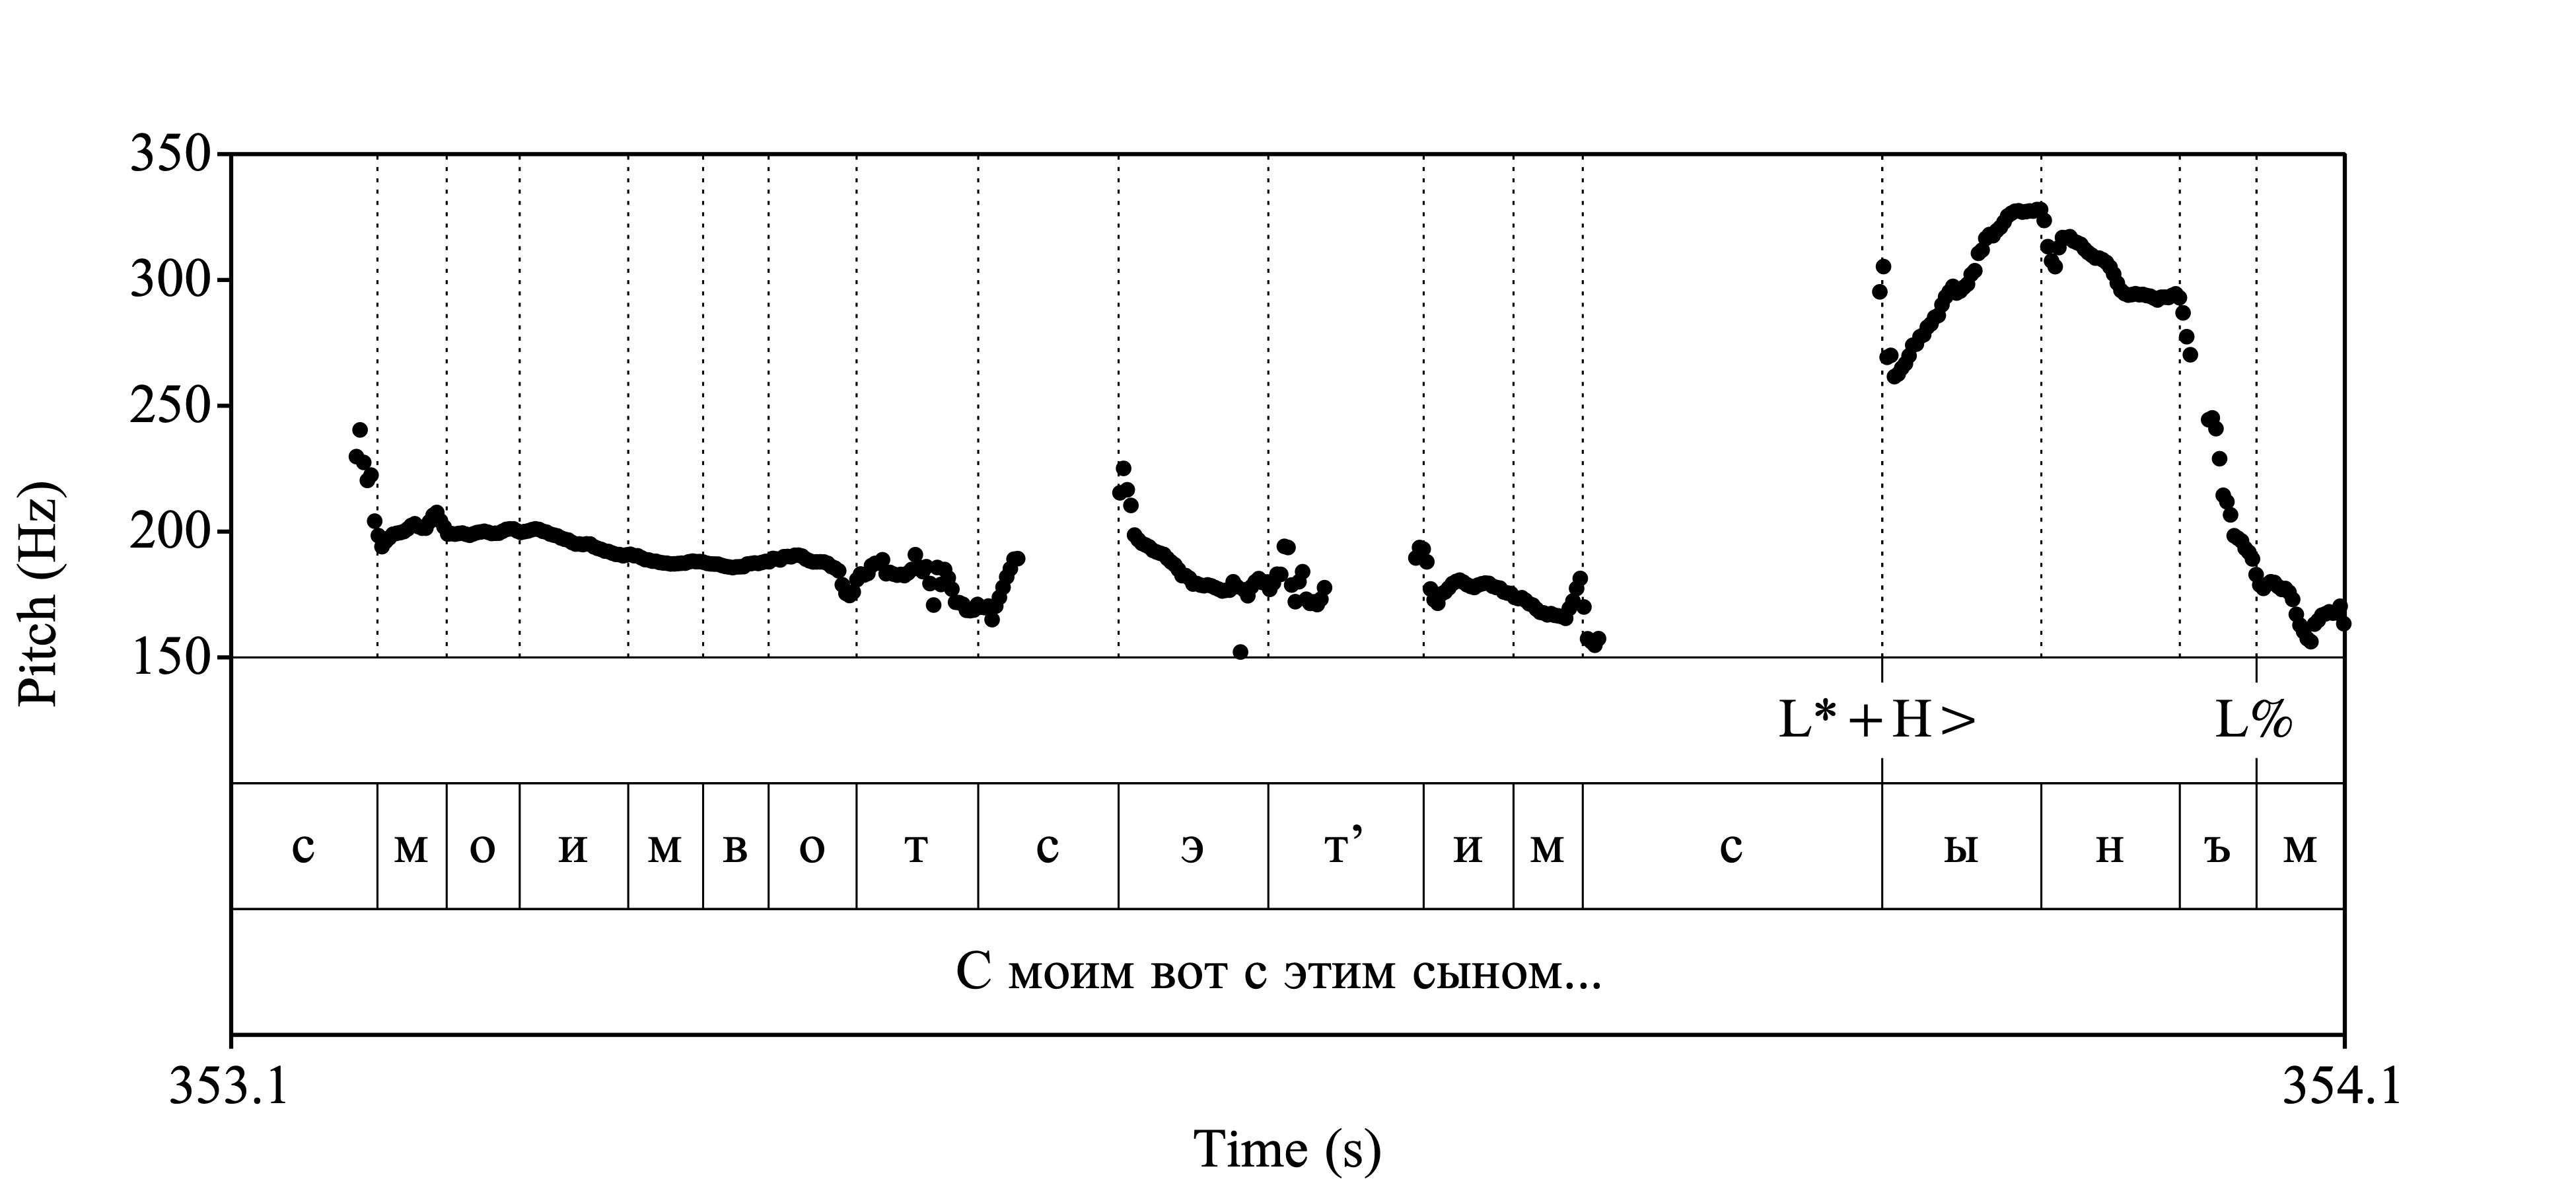 350
300
250
200
150
Pitch (Hz)
L*+H> L%
с м о и м в о т с э т’ и м с ы н ъ м
С моим вот с этим сыном...
353.1 354.1
Time (s)